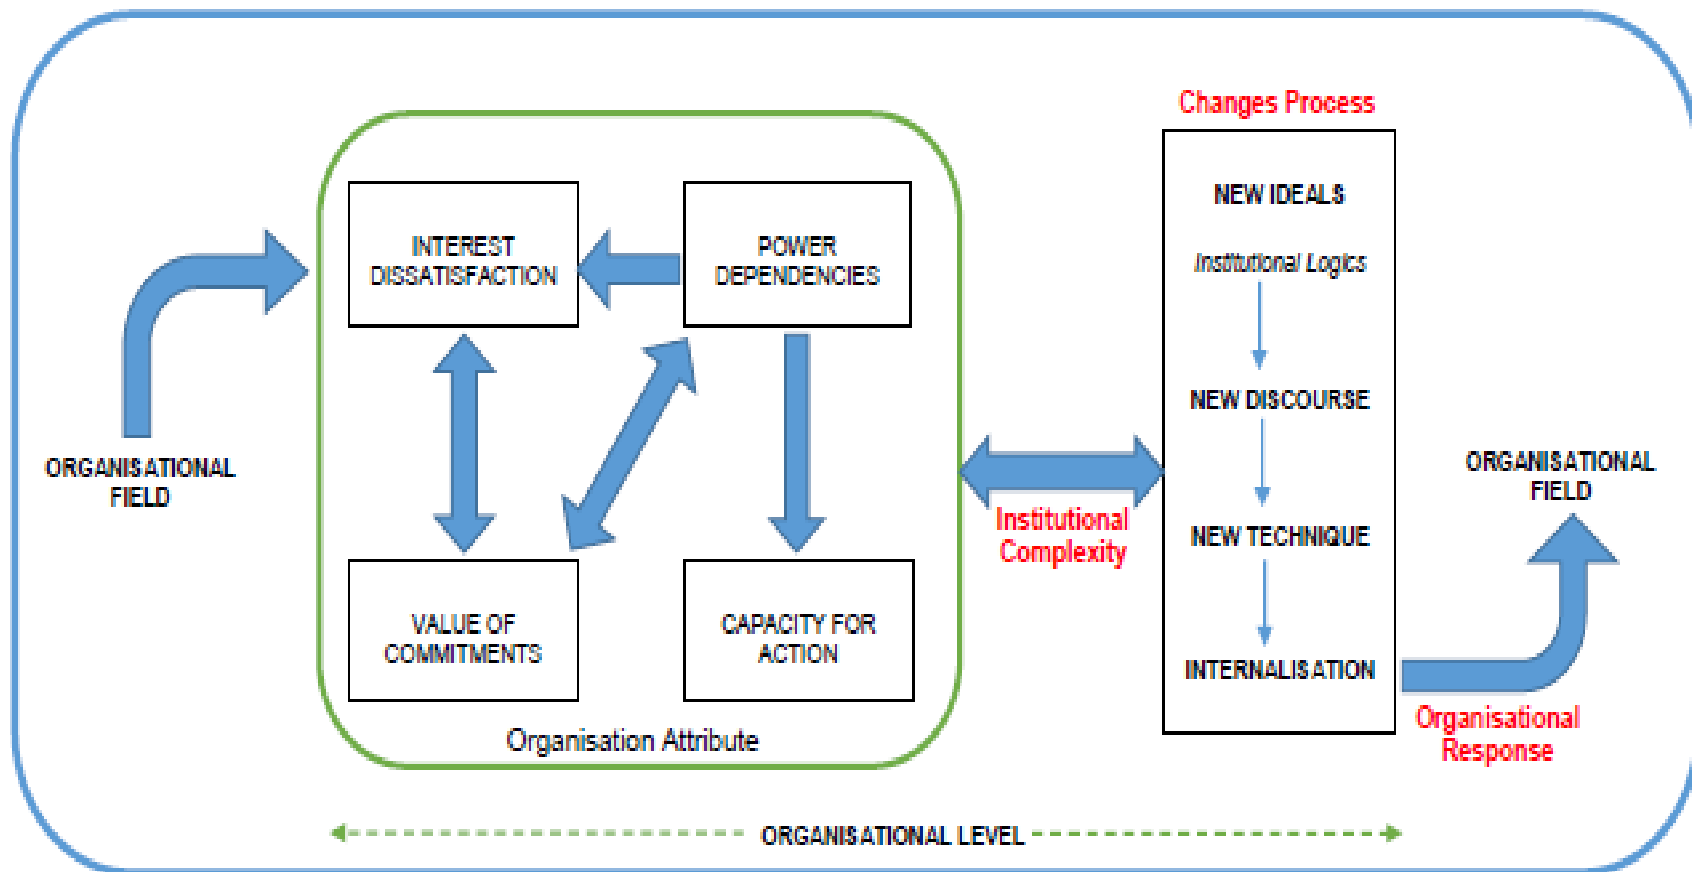 Changes Process
NEW IDEALS
Institutional Logics
NEW DISCOURSE
NEW TECHNIQUE
INTERNALISATION
INTEREST
DISSATISFACTION
POWER
DEPENDENCIES
VALUE OF
COMMITMENTS
CAPACITY FOR
ACTION
Organisation Attribute
ORGANISATIONAL
FIELD
Institutional
Complexity
ORGANISATIONAL
FIELD
Organisational
Response
ORGANISATIONAL LEVEL